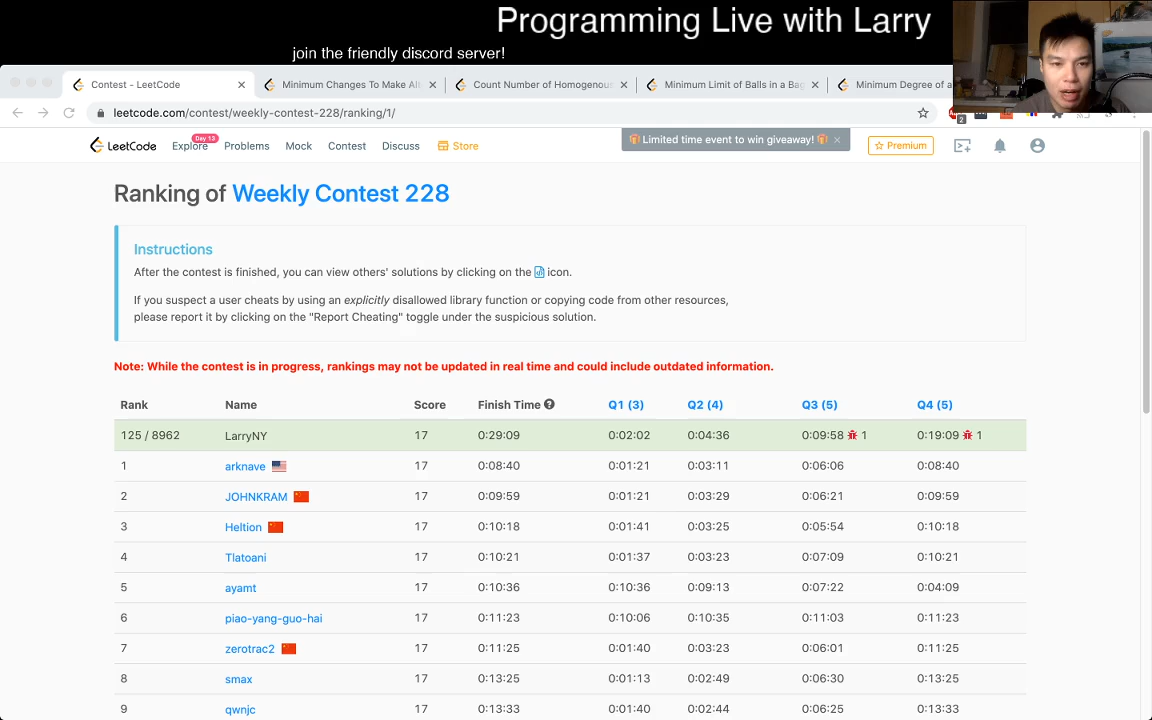 Programming Live with Larry
join the friendly discord server!
Contest - LeetCode
Minimum Changes To Make Alt
Count Number of Homogenous
Minimum Limit of Balls in a Bag
Minimum Degree of a
leetcode.com/contest/weekly-contest-228/ranking/1/
2
LeetCode Explore Day 13 Problems Mock Contest Discuss Store Limited time event to win giveaway! Premium
Ranking of Weekly Contest 228
Instructions
After the contest is finished, you can view others' solutions by clicking on the icon.
If you suspect a user cheats by using an explicitly disallowed library function or copying code from other resources,
please report it by clicking on the "Report Cheating" toggle under the suspicious solution.
Note: While the contest is in progress, rankings may not be updated in real time and could include outdated information.
Rank Name Score Finish Time Q1 (3) Q2 (4) Q3 (5) Q4 (5)
125 / 8962 LarryNY 17 0:29:09 0:02:02 0:04:36 0:09:58 1 0:19:09 1
1 arknave 17 0:08:40 0:01:21 0:03:11 0:06:06 0:08:40
2 JOHNKRAM 17 0:09:59 0:01:21 0:03:29 0:06:21 0:09:59
3 Heltion 17 0:10:18 0:01:41 0:03:25 0:05:54 0:10:18
4 Tlatoani 17 0:10:21 0:01:37 0:03:23 0:07:09 0:10:21
5 ayamt 17 0:10:36 0:10:36 0:09:13 0:07:22 0:04:09
6 piao-yang-guo-hai 17 0:11:23 0:10:06 0:10:35 0:11:03 0:11:23
7 zerotrac2 17 0:11:25 0:01:40 0:03:23 0:06:01 0:11:25
8 smax 17 0:13:25 0:01:13 0:02:49 0:06:30 0:13:25
9 qwnjc 17 0:13:33 0:01:40 0:02:44 0:06:25 0:13:33